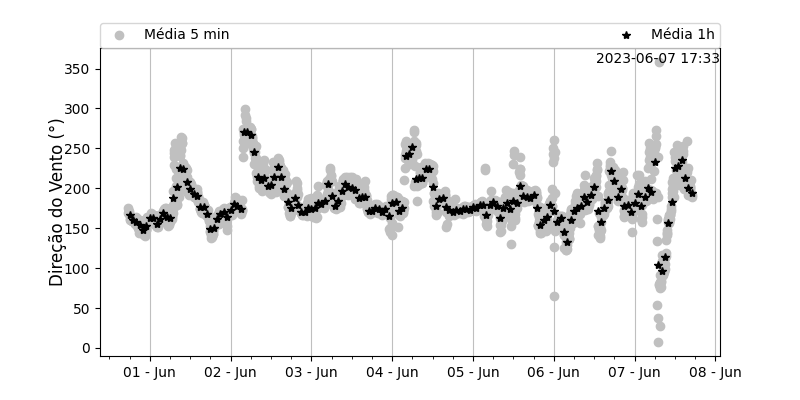 Média 5 min
Média 1h
2023-06-07 17:33
Direção do Vento (°)
350
300
250
200
150
100
50
0
01 - Jun
02 - Jun
03 - Jun
04 - Jun
05 - Jun
06 - Jun
07 - Jun
08 - Jun